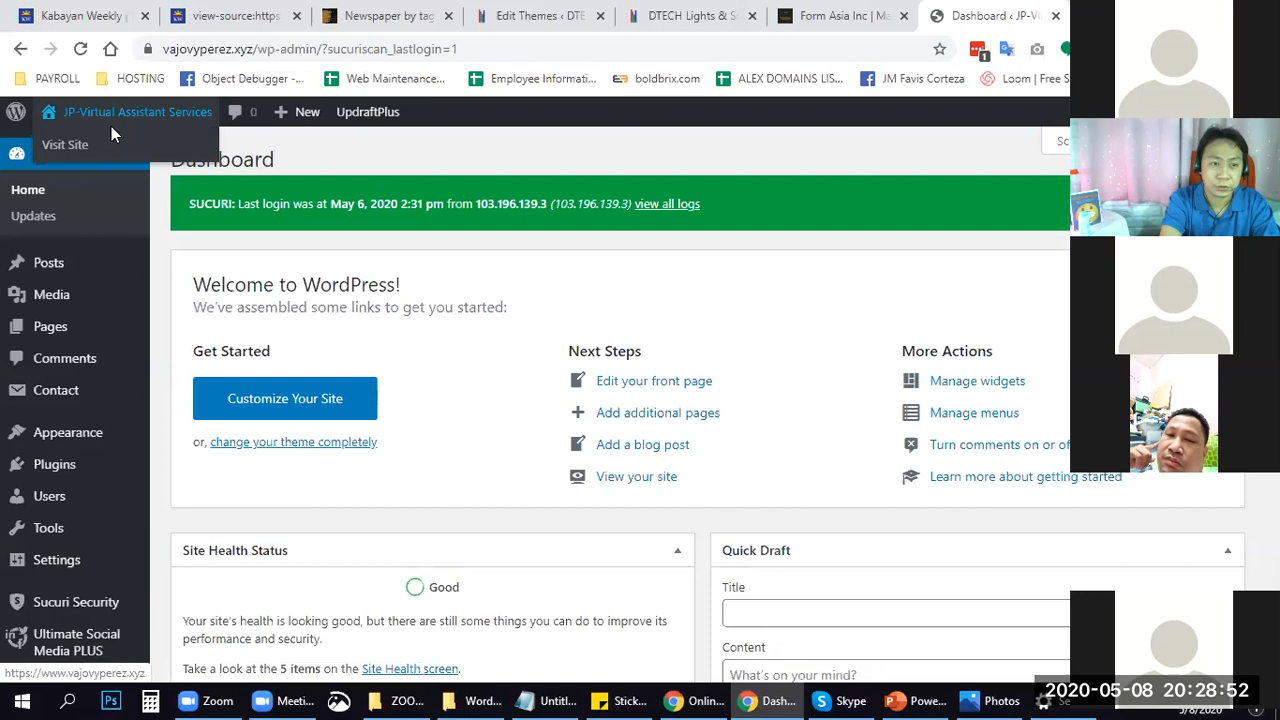 Kabayan Weekly
view-source:https
Newspaper by tag
Edit Themes ‹ DTE
DTECH Lights & S
Form Asia Inc | Me
Dashboard ‹ JP-Vi
vajovyperez.xyz/wp-admin/?sucuriscan_lastlogin=1
1
PAYROLL
HOSTING
Object Debugger -...
Web Maintenance...
Employee Informati...
boldbrix.com
ALEX DOMAINS LIS...
JM Favis Corteza
Loom | Free S
JP-Virtual Assistant Services
0
New
UpdraftPlus
Visit Site
Dashboard
Sc
SUCURI: Last login was at May 6, 2020 2:31 pm from 103.196.139.3 (103.196.139.3) view all logs
Home
Updates
Posts
Media
Pages
Comments
Contact
Appearance
Plugins
Users
Tools
Settings
Sucuri Security
Ultimate Social
Media PLUS
Welcome to WordPress!
We've assembled some links to get you started:
Get Started
Customize Your Site
or, change your theme completely
Next Steps
Edit your front page
Add additional pages
Add a blog post
View your site
More Actions
Manage widgets
Manage menus
Turn comments on or of
Learn more about getting started
Site Health Status
Good
Your site's health is looking good, but there are still some things you can do to improve its
performance and security.
Take a look at the 5 items on the Site Health screen.
Quick Draft
Title
Content
What's on your mind?
https://www.vajovyperez.xyz
Zoom
Meeti...
ZOO...
Word...
Untitl...
Stick...
Onlin...
Dash...
Skype
Powe...
Photos
2020-05-08 20:28:52
5/8/2020